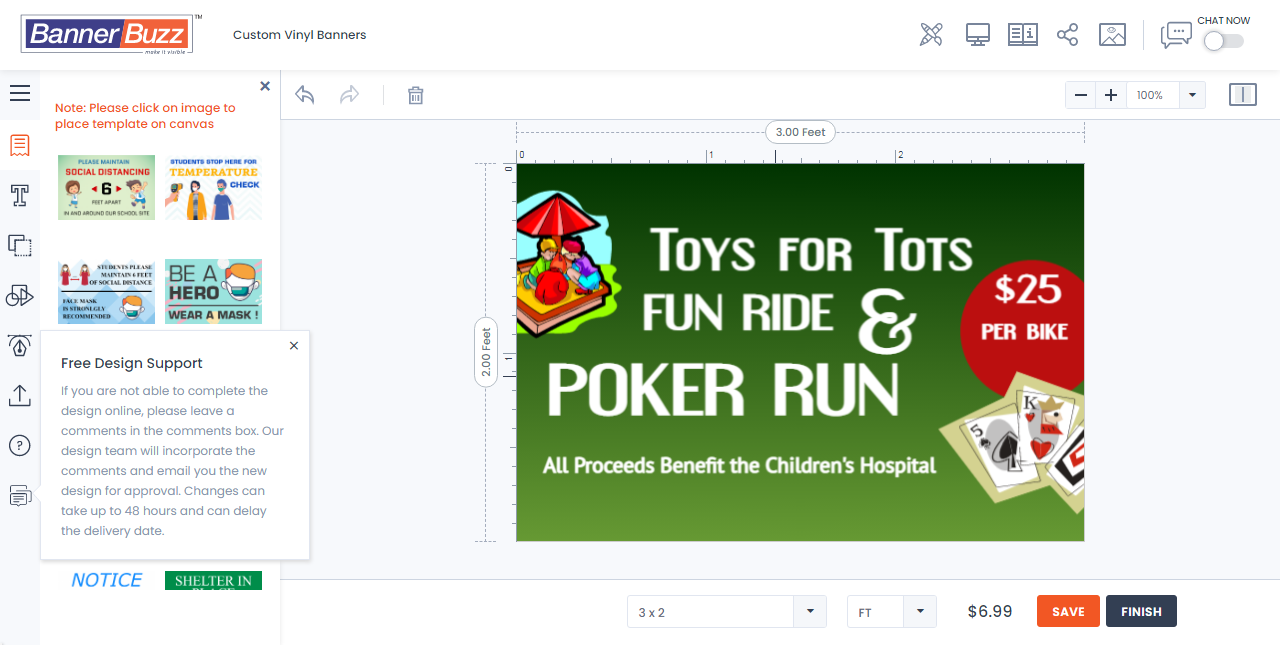 BannerBuzz™
make it visible
Custom Vinyl Banners
CHAT NOW
Note: Please click on image to
place template on canvas
PLEASE MAINTAIN
SOCIAL DISTANCING
6
FEET APART
IN AND AROUND OUR SCHOOL SITE
STUDENTS STOP HERE FOR
TEMPERATURE
CHECK
STUDENTS PLEASE
MAINTAIN 6 FEET
OF SOCIAL DISTANCE
FACE MASK
IS STRONLGLY
RECOMMENDED
BE A
HERO
WEAR A MASK !
Free Design Support
If you are not able to complete the
design online, please leave a
comments in the comments box. Our
design team will incorporate the
comments and email you the new
design for approval. Changes can
take up to 48 hours and can delay
the delivery date.
NOTICE
SHELTER IN
PLACE
100%
3.00 Feet
0 1 2
0
1
2.00 Feet
TOYS FOR TOTS
FUN RIDE &
POKER RUN
$25
PER BIKE
All Proceeds Benefit the Children's Hospital
K
5
3 x 2
FT
$6.99
SAVE
FINISH